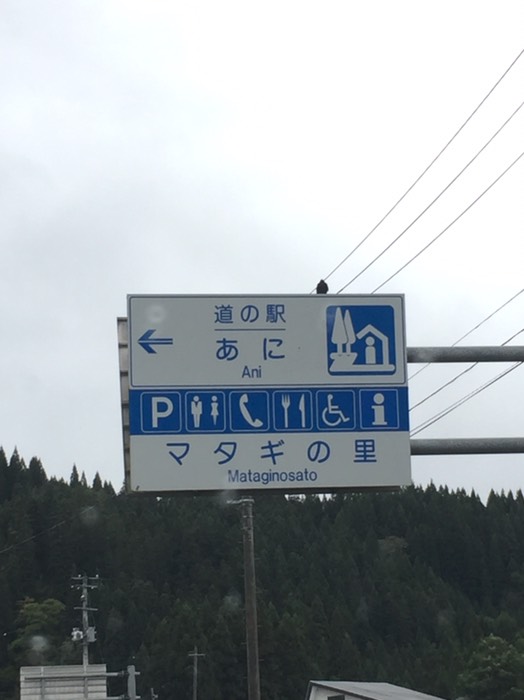 道の駅
あに
Ani
P
マタギの里
Mataginosato